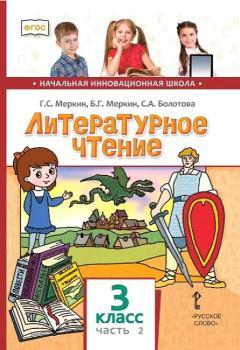 ФГОС
НАЧАЛЬНАЯ ИННОВАЦИОННАЯ ШКОЛА
Г.С. Меркин, Б.Г. Меркин, С.А. Болотова
ЛИТЕРАТУРНОЕ
ЧТЕНИЕ
3
КЛАСС
ЧАСТЬ 2
«РУССКОЕ
СЛОВО»